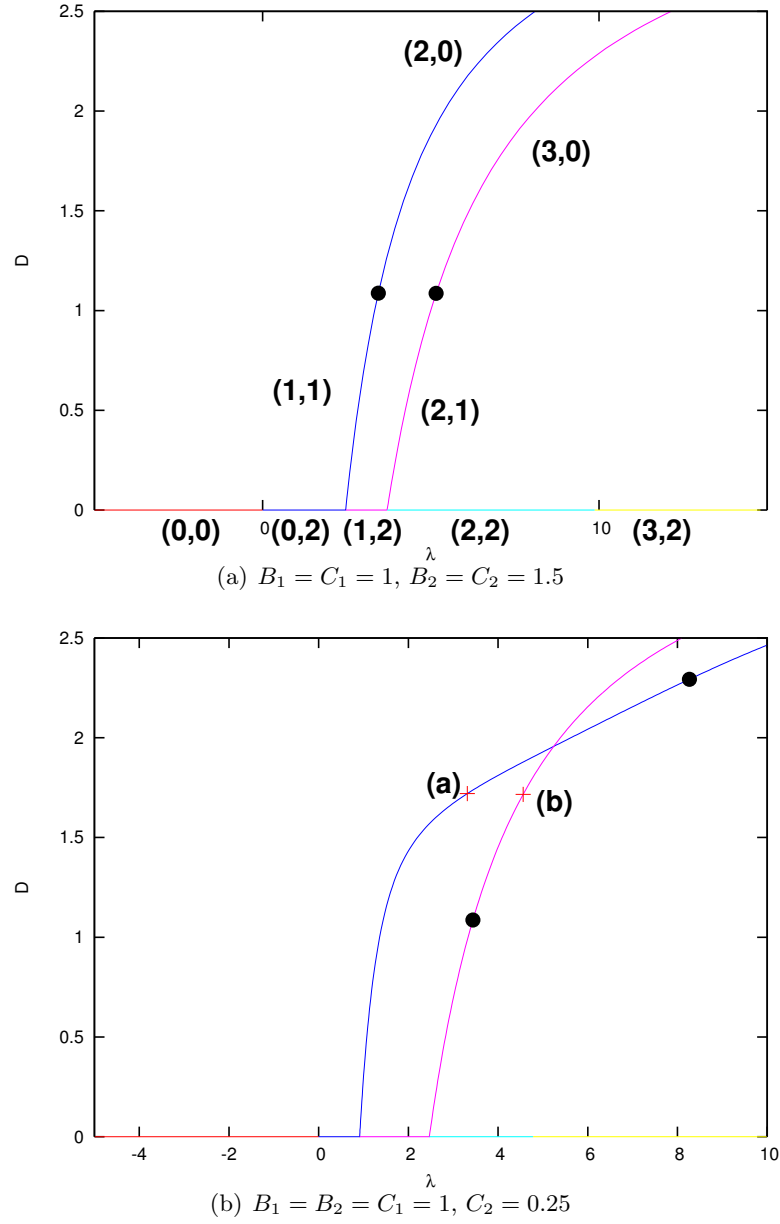 2.5
(2,0)
2
(3,0)
1.5
D
1
(1,1)
(2,1)
0.5
0
(0,0)
0
(0,2)
(1,2)
(2,2)
10
(3,2)
λ
(a) B₁ = C₁ = 1, B₂ = C₂ = 1.5
2.5
2
(a)
(b)
1.5
D
1
0.5
0
-4 -2 0 2 4 6 8 10
λ
(b) B₁ = B₂ = C₁ = 1, C₂ = 0.25